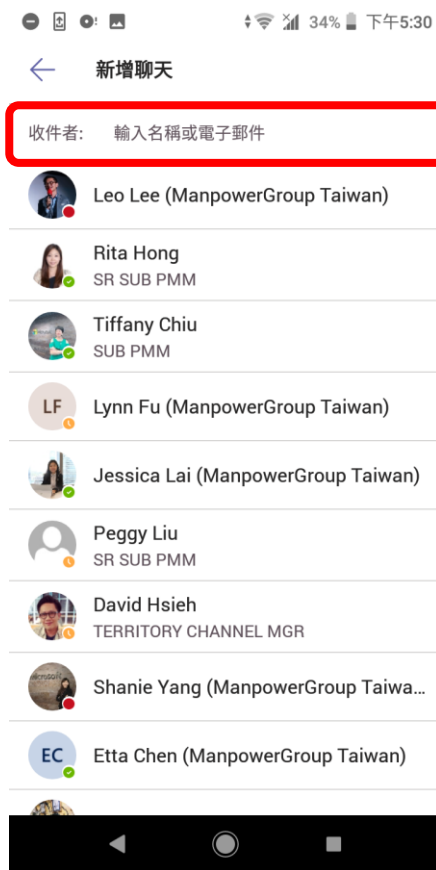 34% 下午5:30
新增聊天
收件者: 輸入名稱或電子郵件
Leo Lee (ManpowerGroup Taiwan)
Rita Hong
SR SUB PMM
Tiffany Chiu
SUB PMM
LF Lynn Fu (ManpowerGroup Taiwan)
Jessica Lai (ManpowerGroup Taiwan)
Peggy Liu
SR SUB PMM
David Hsieh
TERRITORY CHANNEL MGR
Shanie Yang (ManpowerGroup Taiwa...
EC Etta Chen (ManpowerGroup Taiwan)